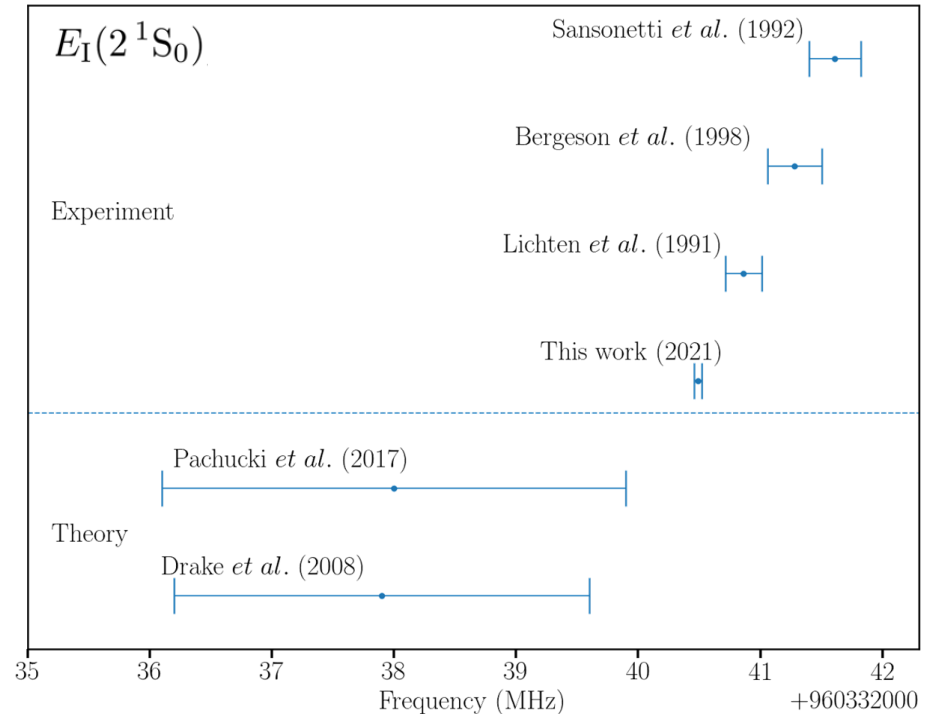 E_I(2 ¹S₀)
Sansonetti et al. (1992)
Bergeson et al. (1998)
Experiment
Lichten et al. (1991)
This work (2021)
Pachucki et al. (2017)
Theory
Drake et al. (2008)
35 36 37 38 39 40 41 42
Frequency (MHz) +960332000